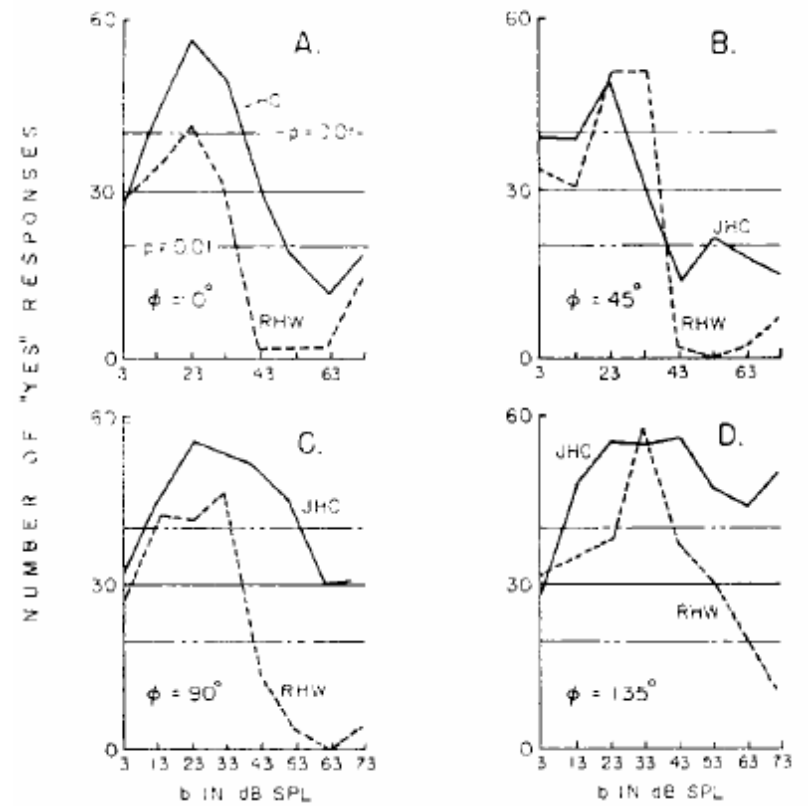 NUMBER OF "YES" RESPONSES
60
30
0
A.
p = 0.01
p = 0.01
ϕ = 0°
RHW
3 23 43 63
60
30
0
B.
JHC
ϕ = 45°
RHW
3 23 43 63
60
30
0
C.
JHC
ϕ = 90°
RHW
3 13 23 33 43 53 63 73
b IN dB SPL
60
30
0
D.
JHC
RHW
ϕ = 135°
3 13 23 33 43 53 63 73
b IN dB SPL